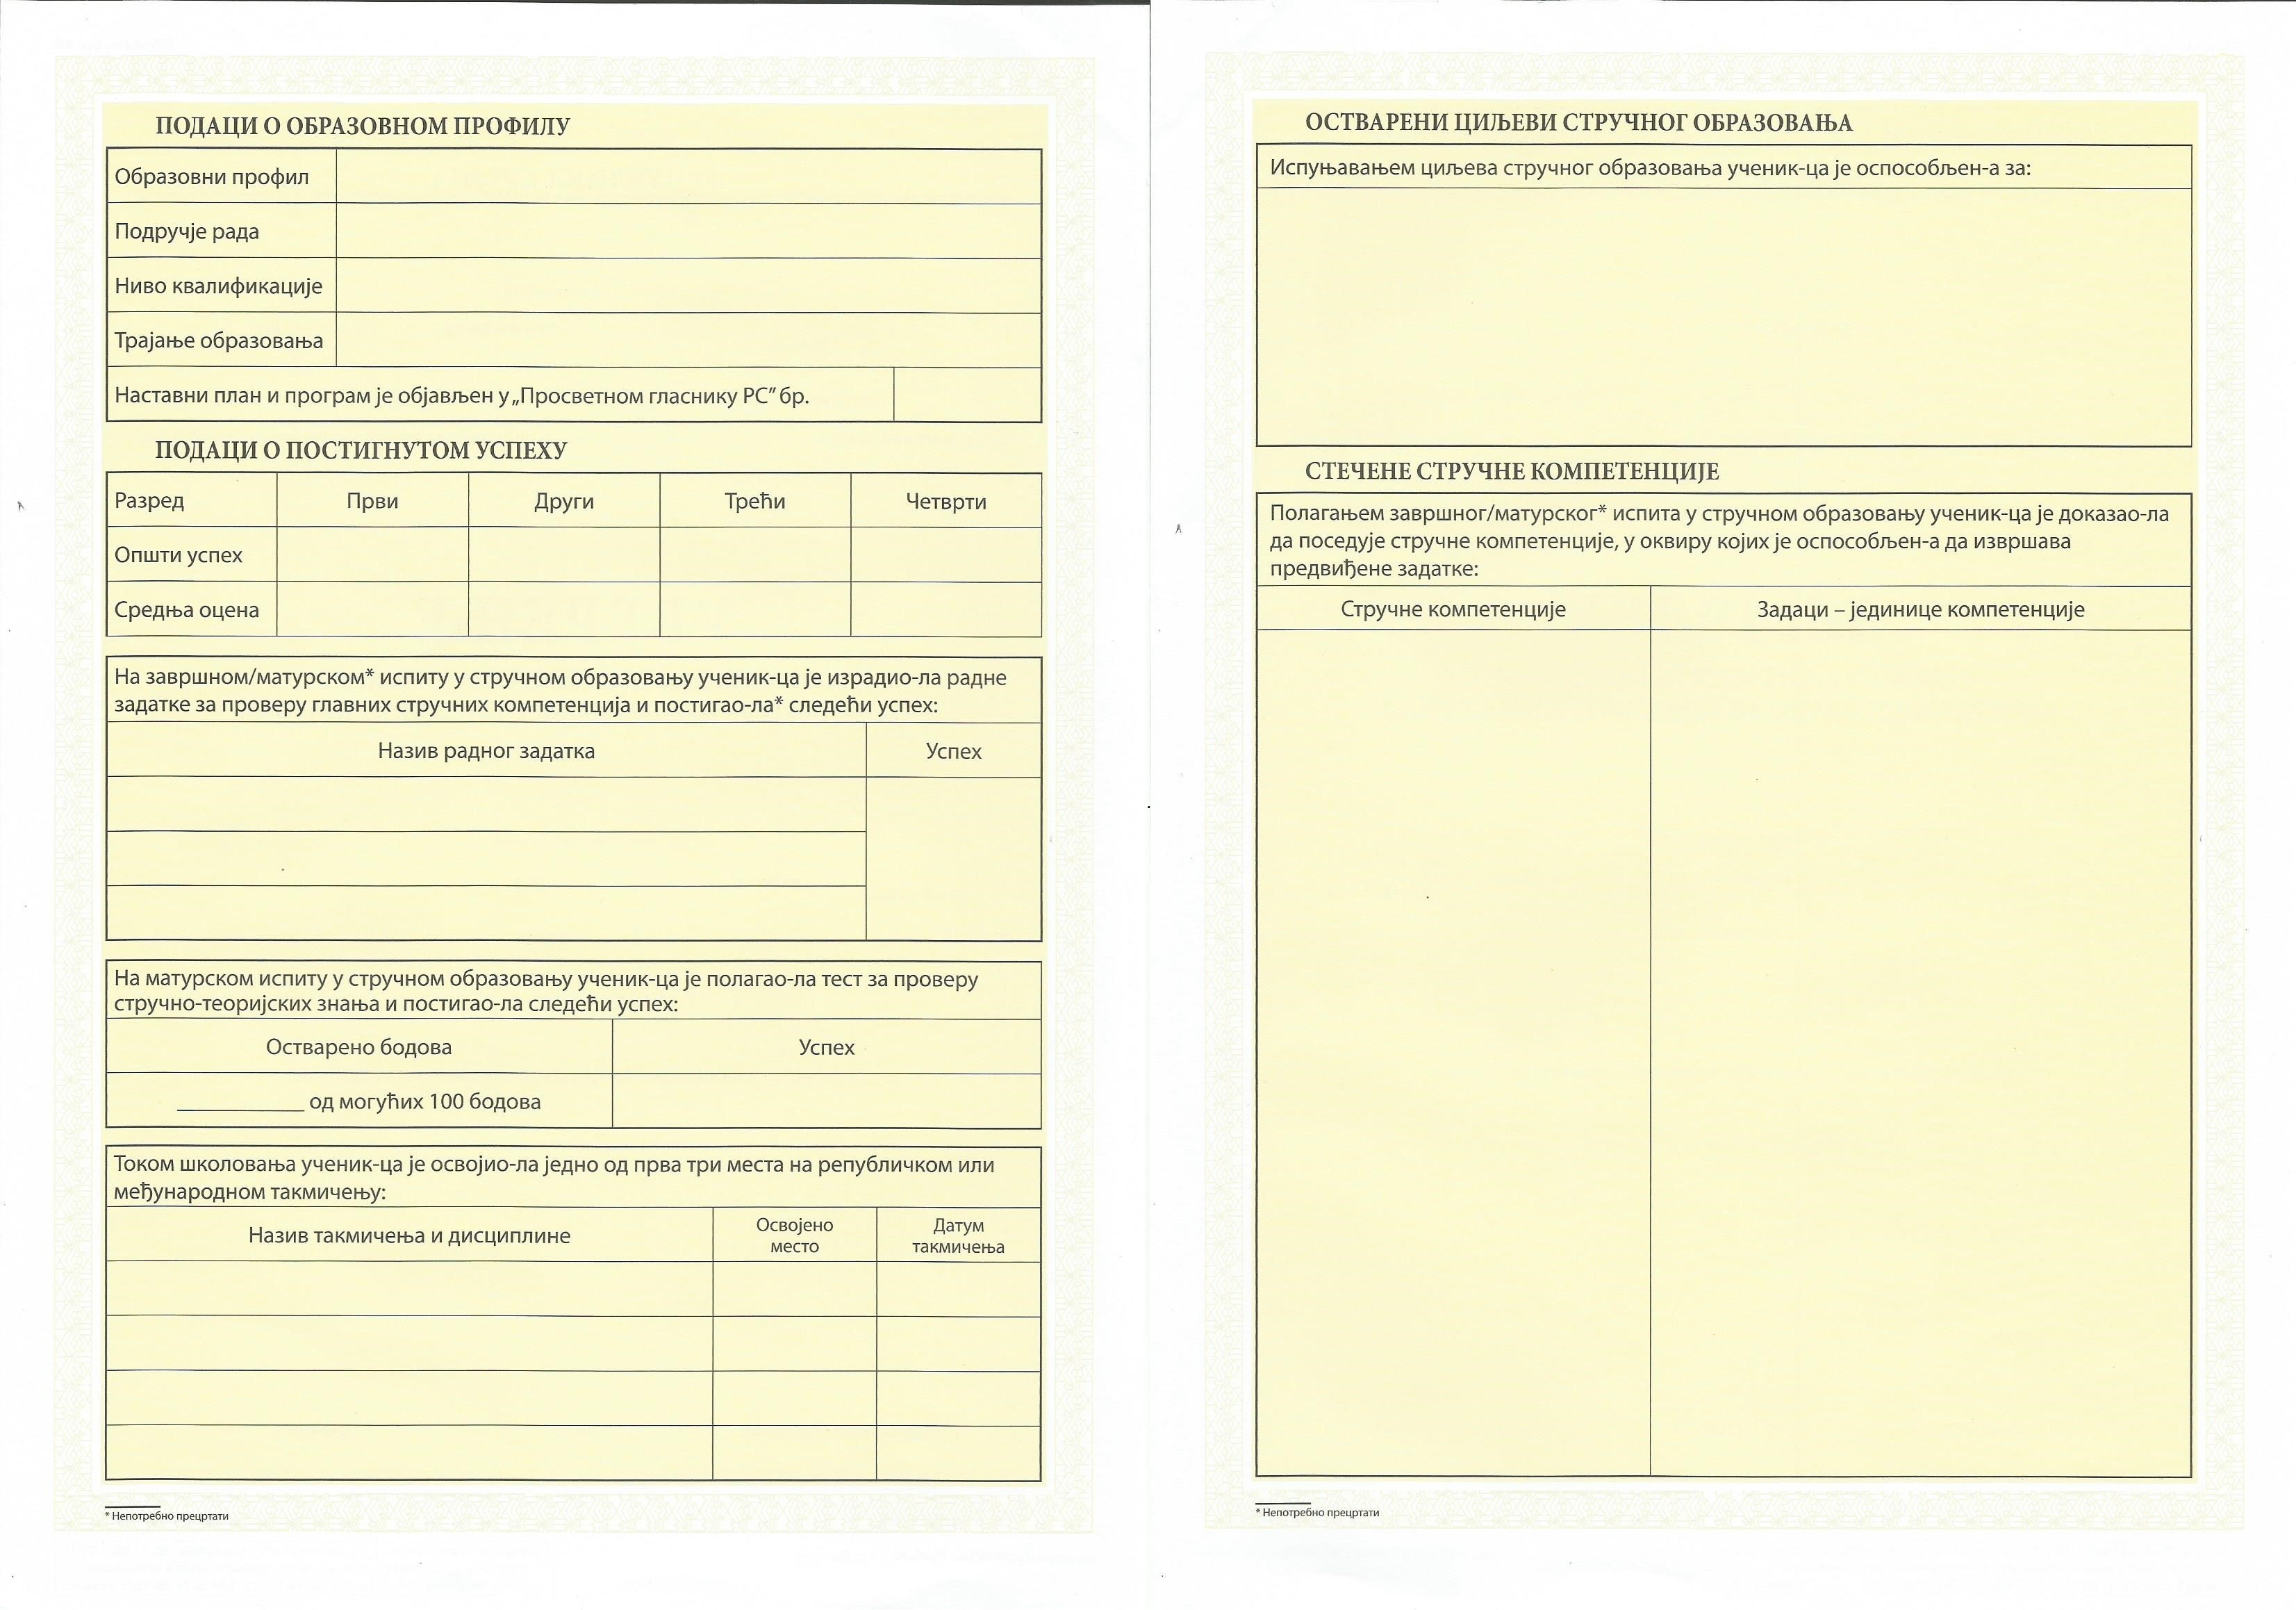 ПОДАЦИ О ОБРАЗОВНОМ ПРОФИЛУ
Образовни профил
Подручје рада
Ниво квалификације
Трајање образовања
Наставни план и програм је објављен у „Просветном гласнику РС” бр.
ПОДАЦИ О ПОСТИГНУТОМ УСПЕХУ
Разред Први Други Трећи Четврти
Општи успех
Средња оцена
На завршном/матурском* испиту у стручном образовању ученик-ца је израдио-ла радне
задатке за проверу главних стручних компетенција и постигао-ла* следећи успех:
Назив радног задатка Успех
На матурском испиту у стручном образовању ученик-ца је полагао-ла тест за проверу
стручно-теоријских знања и постигао-ла следећи успех:
Остварено бодова Успех
__________ од могућих 100 бодова
Током школовања ученик-ца је освојио-ла једно од прва три места на републичком или
међународном такмичењу:
Назив такмичења и дисциплине
Освојено
место
Датум
такмичења
* Непотребно прецртати
ОСТВАРЕНИ ЦИЉЕВИ СТРУЧНОГ ОБРАЗОВАЊА
Испуњавањем циљева стручног образовања ученик-ца је оспособљен-а за:
СТЕЧЕНЕ СТРУЧНЕ КОМПЕТЕНЦИЈЕ
Полагањем завршног/матурског* испита у стручном образовању ученик-ца је доказао-ла
да поседује стручне компетенције, у оквиру којих је оспособљен-а да извршава
предвиђене задатке:
Стручне компетенције Задаци – јединице компетенције
* Непотребно прецртати